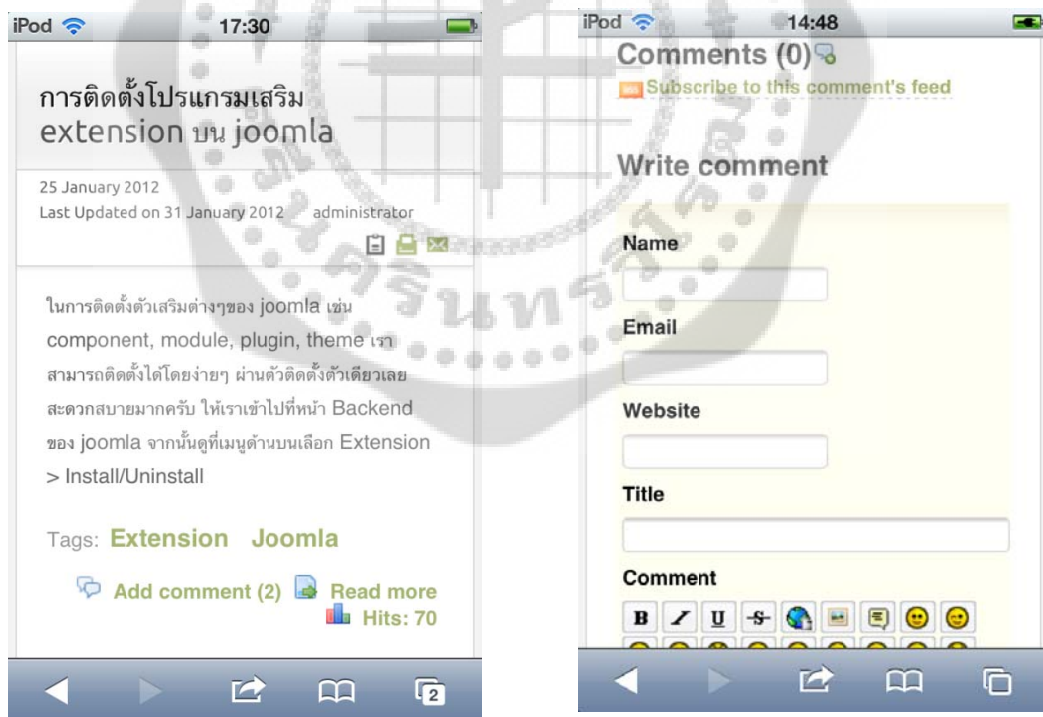 iPod 17:30
การติดตั้งโปรแกรมเสริม
extension บน joomla
25 January 2012
Last Updated on 31 January 2012 administrator
ในการติดตั้งตัวเสริมต่างๆของ joomla เช่น
component, module, plugin, theme เรา
สามารถติดตั้งได้โดยง่ายๆ ผ่านตัวติดตั้งตัวเดียวเลย
สะดวกสบายมากครับ ให้เราเข้าไปที่หน้า Backend
ของ joomla จากนั้นดูที่เมนูด้านบนเลือก Extension
> Install/Uninstall
Tags: Extension Joomla
Add comment (2) Read more
Hits: 70
2
iPod 14:48
Comments (0)
Subscribe to this comment's feed
Write comment
Name
Email
Website
Title
Comment
B I U S